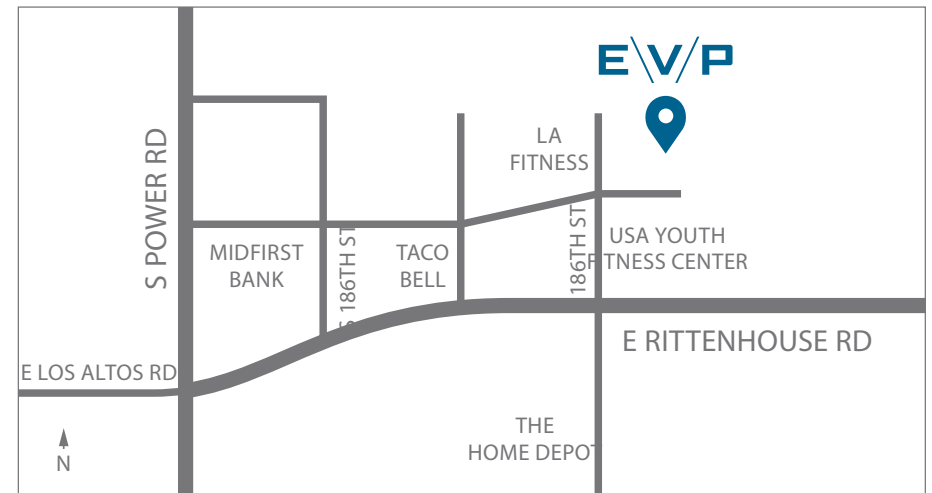 E\V/P
LA
FITNESS
S POWER RD
MIDFIRST
BANK
S 186TH ST
TACO
BELL
186TH ST
USA YOUTH
FITNESS CENTER
E RITTENHOUSE RD
E LOS ALTOS RD
THE
HOME DEPOT
N